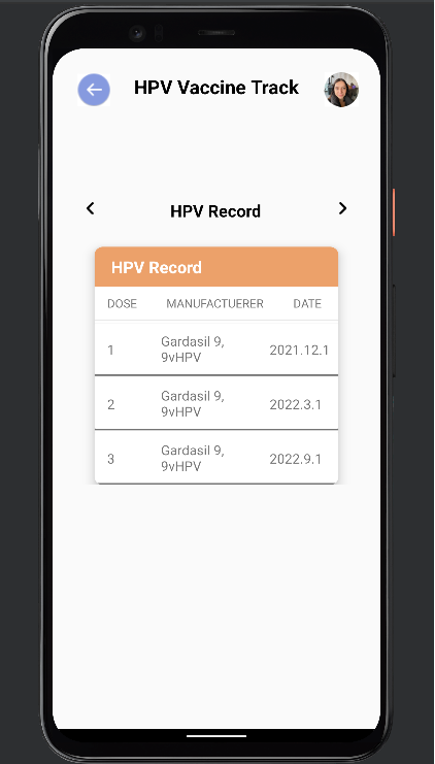 HPV Vaccine Track
HPV Record
HPV Record
DOSE MANUFACTUERER DATE
1 Gardasil 9, 9vHPV 2021.12.1
2 Gardasil 9, 9vHPV 2022.3.1
3 Gardasil 9, 9vHPV 2022.9.1